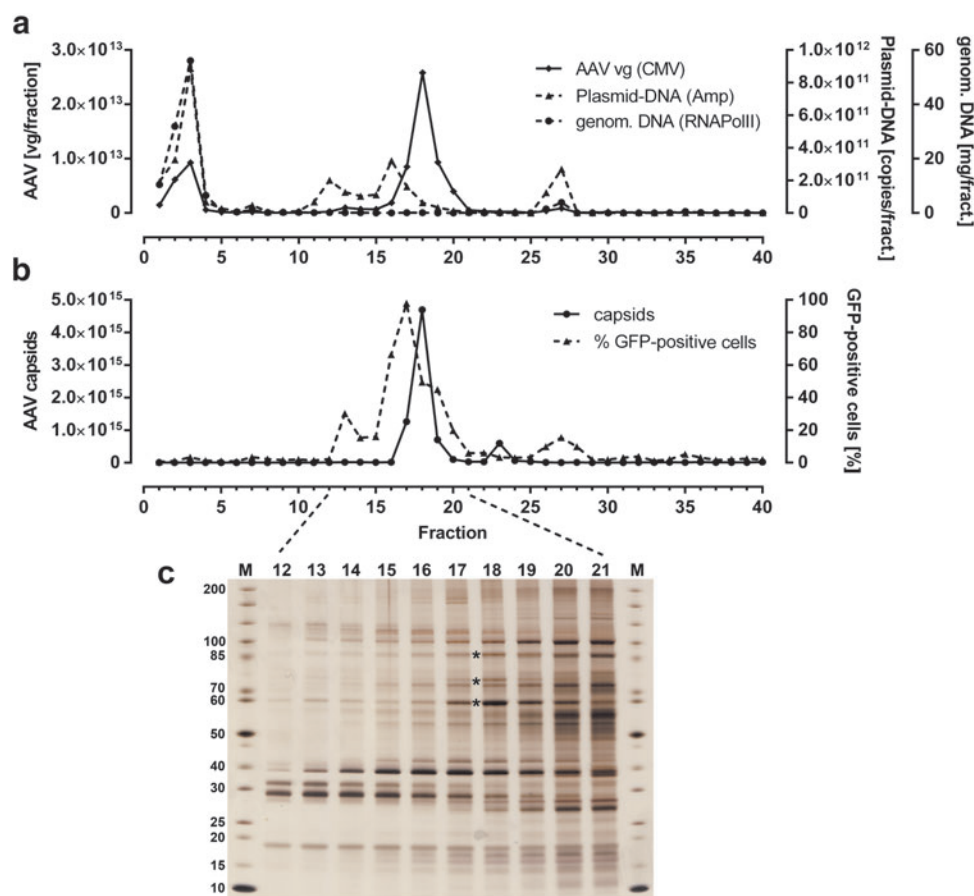 a
AAV [vg/fraction]
3.0×10¹³
2.0×10¹³
1.0×10¹³
0
AAV vg (CMV)
Plasmid-DNA (Amp)
genom. DNA (RNAPolII)
1.0×10¹²
8.0×10¹¹
6.0×10¹¹
4.0×10¹¹
2.0×10¹¹
0
Plasmid-DNA [copies/fract.]
60
40
20
0
genom. DNA [mg/fract.]
0 5 10 15 20 25 30 35 40
b
AAV capsids
5.0×10¹⁵
4.0×10¹⁵
3.0×10¹⁵
2.0×10¹⁵
1.0×10¹⁵
0
capsids
% GFP-positive cells
100
80
60
40
20
0
GFP-positive cells [%]
0 5 10 15 20 25 30 35 40
Fraction
c
M 12 13 14 15 16 17 18 19 20 21 M
200
100
85
70
60
50
40
30
25
20
15
10
*
*
*